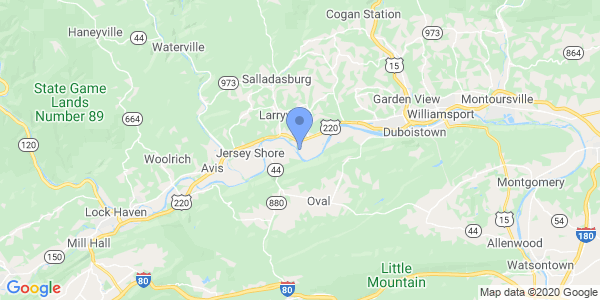 Cogan Station
Haneyville
44
973
Waterville
15
864
973
Salladasburg
State Game
Lands
Number 89
Garden View
Montoursville
664
Larry
Williamsport
220
Duboistown
120
Woolrich
Jersey Shore
Avis
44
Montgomery
220
880
Oval
Lock Haven
15
54
44
180
Mill Hall
Allenwood
150
Little
Mountain
Watsontown
80
80
Google
Map data ©2020 Google